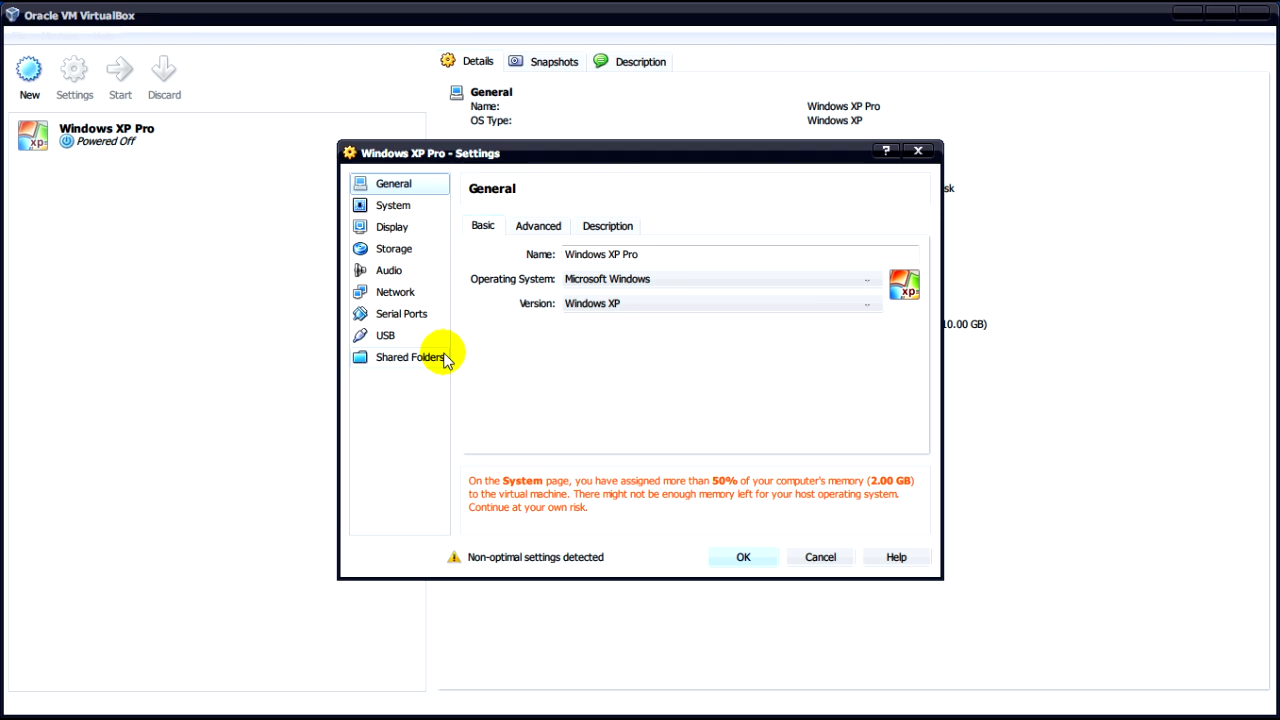 Oracle VM VirtualBox
New
Settings
Start
Discard
Details
Snapshots
Description
Windows XP Pro
Powered Off
General
Name: Windows XP Pro
OS Type: Windows XP
Windows XP Pro - Settings
?
General
System
Display
Storage
Audio
Network
Serial Ports
USB
Shared Folders
General
Basic
Advanced
Description
Name: Windows XP Pro
Operating System: Microsoft Windows
Version: Windows XP
xp
xp
sk
10.00 GB)
On the System page, you have assigned more than 50% of your computer's memory (2.00 GB)
to the virtual machine. There might not be enough memory left for your host operating system.
Continue at your own risk.
Non-optimal settings detected
OK
Cancel
Help